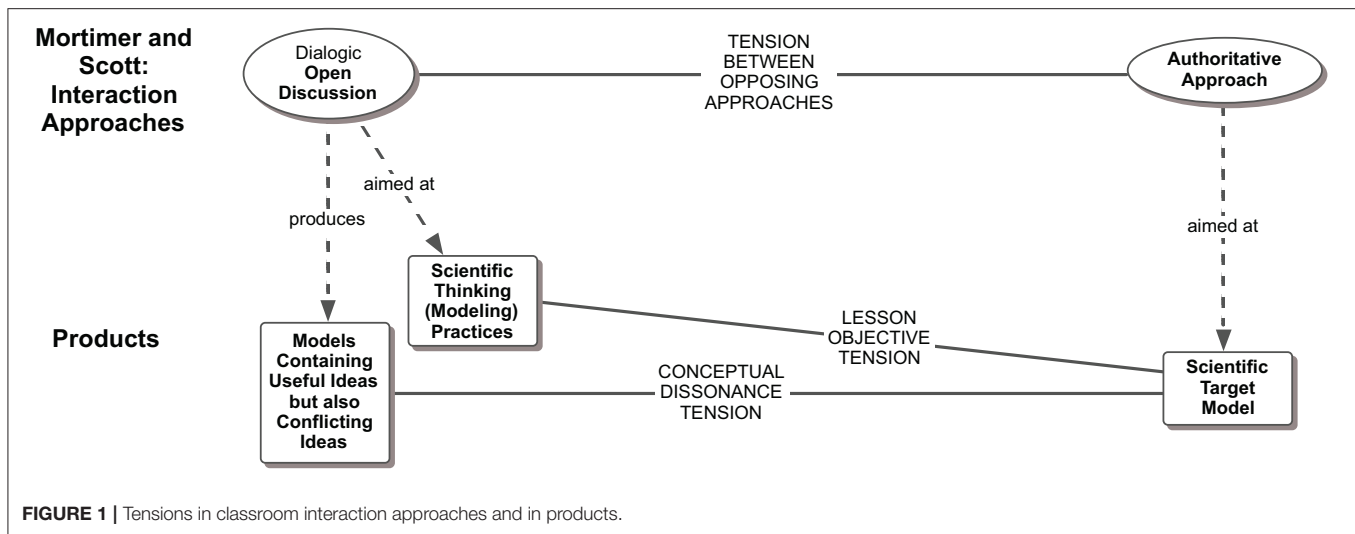 Mortimer and
Scott:
Interaction
Approaches
Dialogic
Open
Discussion
TENSION
BETWEEN
OPPOSING
APPROACHES
Authoritative
Approach
aimed at
produces
aimed at
Products
Scientific
Thinking
(Modeling)
Practices
Models
Containing
Useful Ideas
but also
Conflicting
Ideas
LESSON
OBJECTIVE
TENSION
CONCEPTUAL
DISSONANCE
TENSION
Scientific
Target
Model
FIGURE 1 | Tensions in classroom interaction approaches and in products.